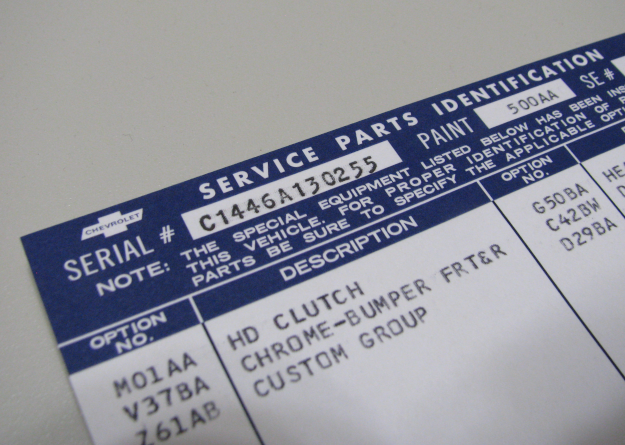 SERVICE PARTS IDENTIFICATION
CHEVROLET
SERIAL # C1446A130255 PAINT 500AA SE #
NOTE: THE SPECIAL EQUIPMENT LISTED BELOW HAS BEEN INS
THIS VEHICLE. FOR PROPER IDENTIFICATION OF
PARTS BE SURE TO SPECIFY THE APPLICABLE OPTI
OPTION NO. DESCRIPTION OPTION NO.
M01AA HD CLUTCH G50BA HE
V37BA CHROME-BUMPER FRT&R C42BW
Z61AB CUSTOM GROUP D29BA